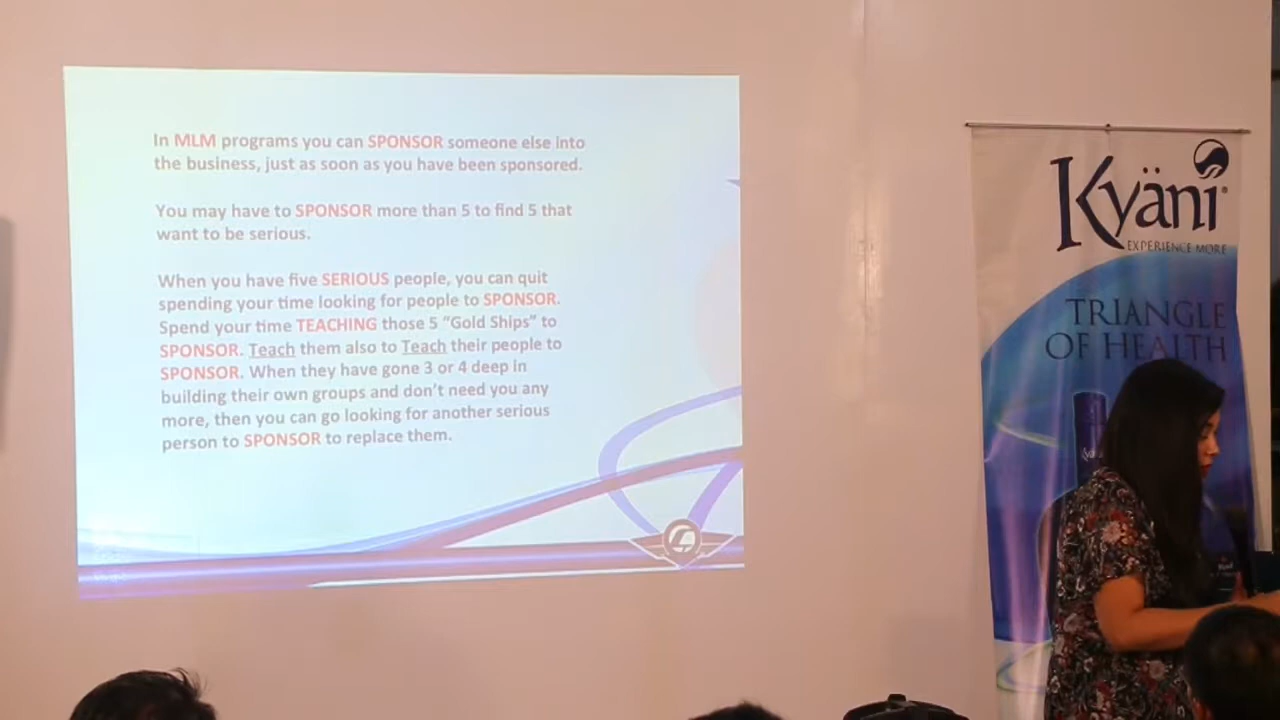 In MLM programs you can SPONSOR someone else into
the business, just as soon as you have been sponsored.
You may have to SPONSOR more than 5 to find 5 that
want to be serious.
When you have five SERIOUS people, you can quit
spending your time looking for people to SPONSOR.
Spend your time TEACHING those 5 “Gold Ships” to
SPONSOR. Teach them also to Teach their people to
SPONSOR. When they have gone 3 or 4 deep in
building their own groups and don’t need you any
more, then you can go looking for another serious
person to SPONSOR to replace them.
Kyäni®
EXPERIENCE MORE
TRIANGLE
OF HEALTH